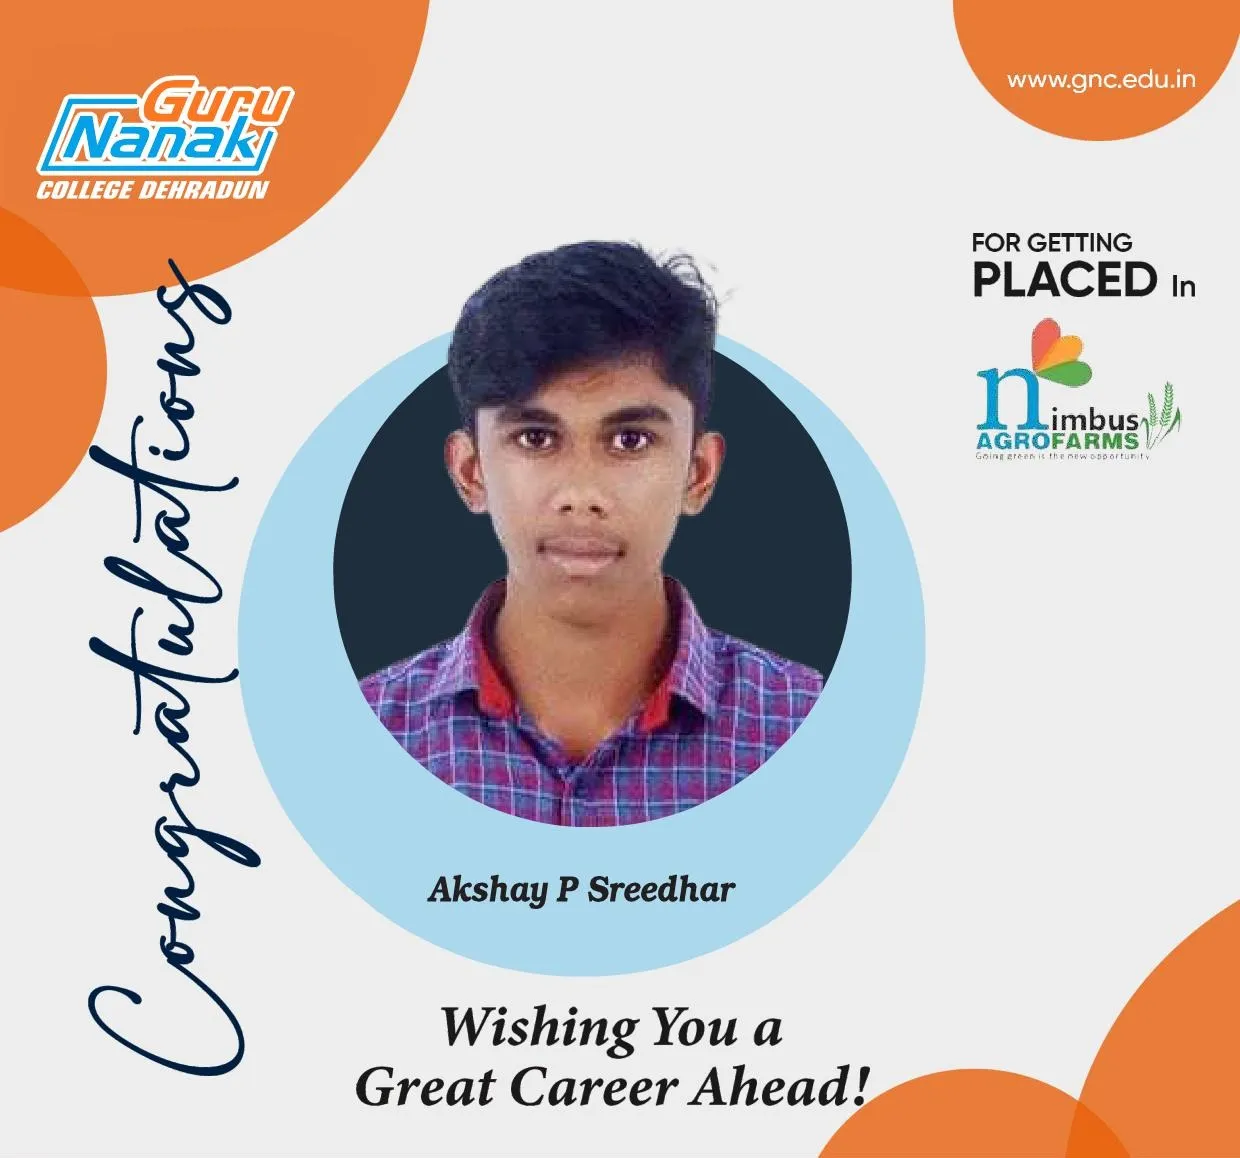 Guru
Nanak
COLLEGE DEHRADUN
www.gnc.edu.in
Congratulations
FOR GETTING
PLACED In
nimbus
AGROFARMS
Going green is the new opportunity
Akshay P Sreedhar
Wishing You a
Great Career Ahead!